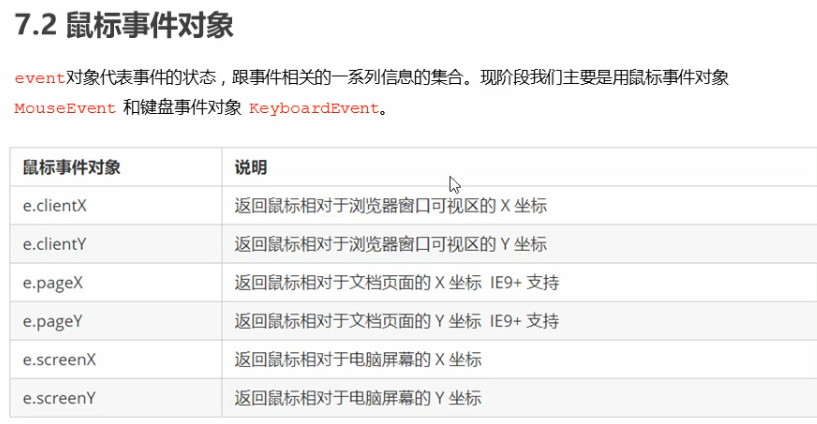 7.2 鼠标事件对象
event对象代表事件的状态，跟事件相关的一系列信息的集合。现阶段我们主要是用鼠标事件对象
MouseEvent 和键盘事件对象 KeyboardEvent。
鼠标事件对象 说明
e.clientX 返回鼠标相对于浏览器窗口可视区的 X 坐标
e.clientY 返回鼠标相对于浏览器窗口可视区的 Y 坐标
e.pageX 返回鼠标相对于文档页面的 X 坐标 IE9+ 支持
e.pageY 返回鼠标相对于文档页面的 Y 坐标 IE9+ 支持
e.screenX 返回鼠标相对于电脑屏幕的 X 坐标
e.screenY 返回鼠标相对于电脑屏幕的 Y 坐标